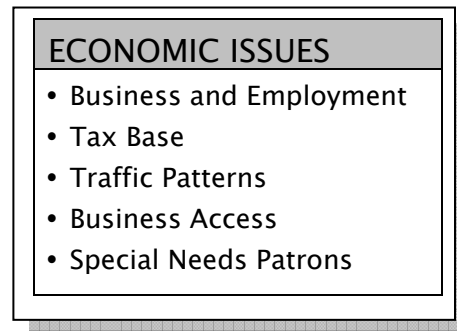 ECONOMIC ISSUES
• Business and Employment
• Tax Base
• Traffic Patterns
• Business Access
• Special Needs Patrons